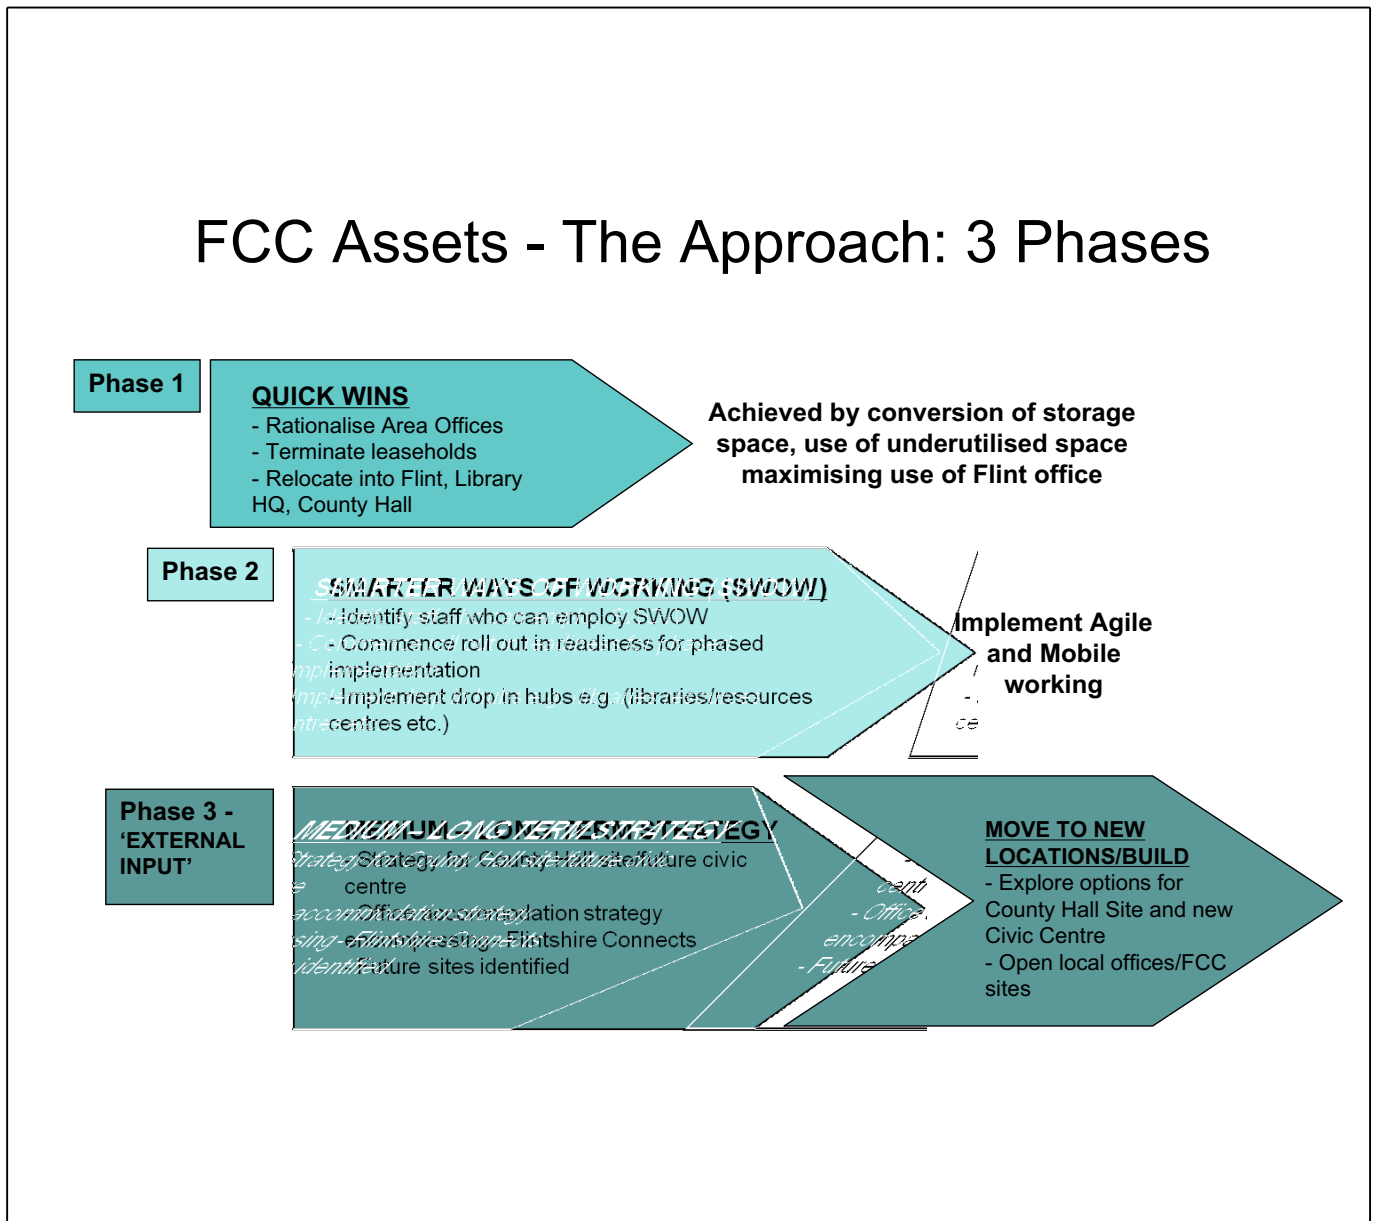 FCC Assets - The Approach: 3 Phases
Phase 1
QUICK WINS
- Rationalise Area Offices
- Terminate leaseholds
- Relocate into Flint, Library
HQ, County Hall
Achieved by conversion of storage
space, use of underutilised space
maximising use of Flint office
Phase 2
SMARTER WAYS OF WORKING (SWOW)
- Identify staff who can employ SWOW
- Commence roll out in readiness for phased
implementation
- Implement drop in hubs e.g. (libraries/resources
centres etc.)
Implement Agile
and Mobile
working
Phase 3 -
‘EXTERNAL
INPUT’
MEDIUM – LONG TERM STRATEGY
- Strategy for County Hall site/future civic
centre
- Office accommodation strategy
encompassing - Flintshire Connects
- Future sites identified
MOVE TO NEW
LOCATIONS/BUILD
- Explore options for
County Hall Site and new
Civic Centre
- Open local offices/FCC
sites